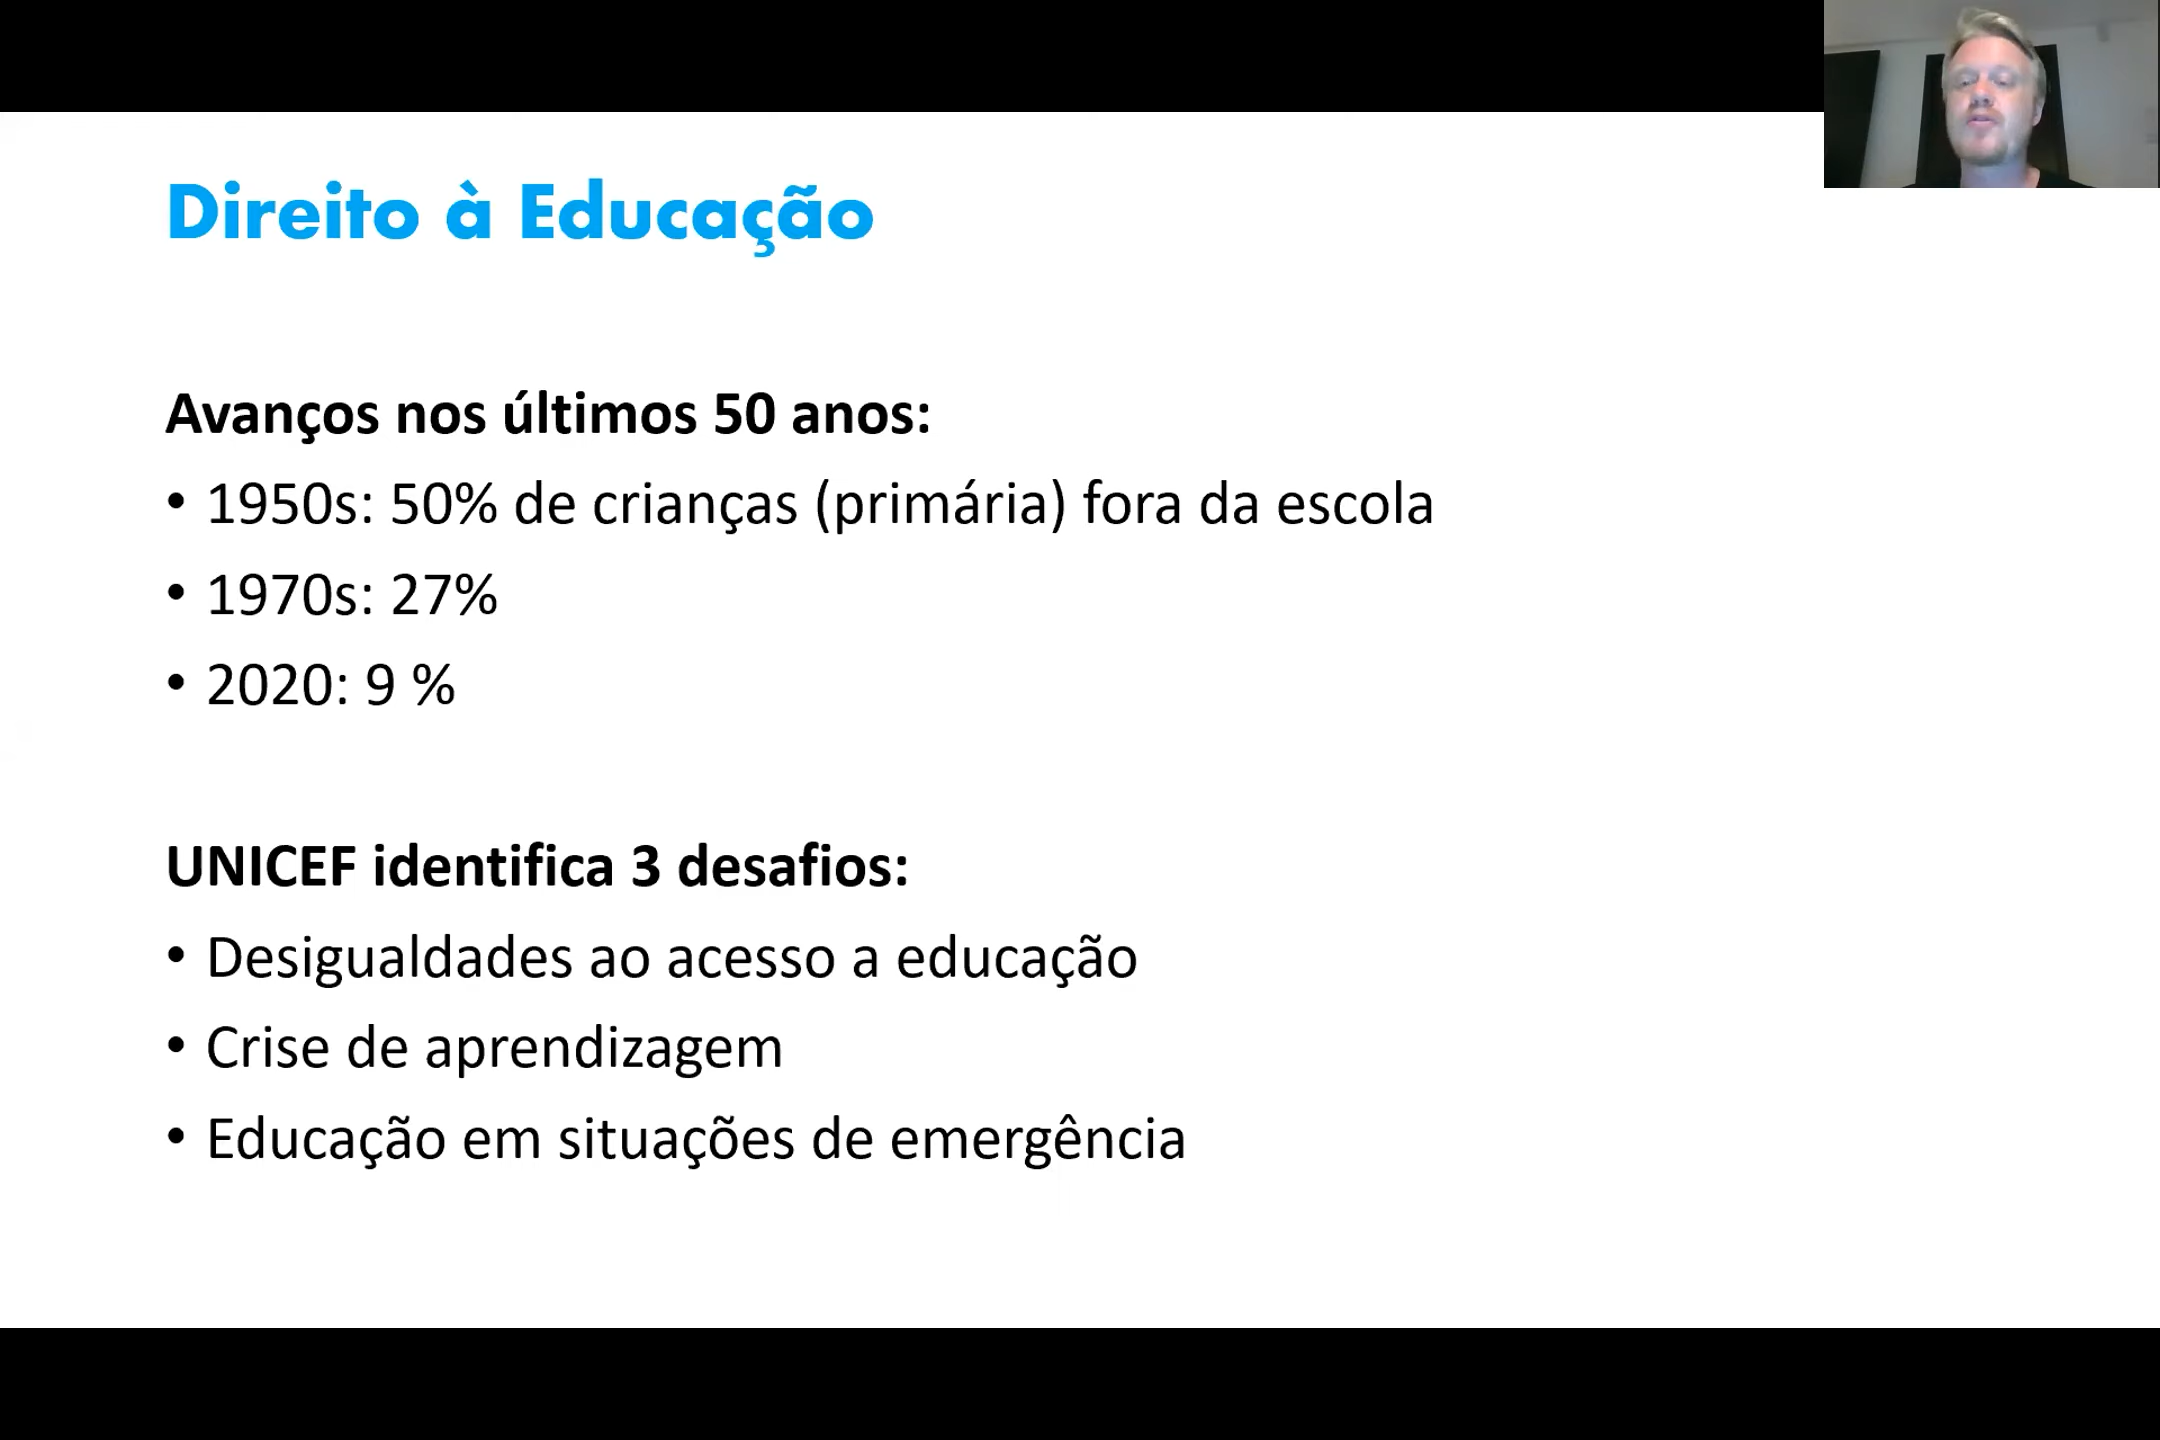 Direito à Educação
Avanços nos últimos 50 anos:
• 1950s: 50% de crianças (primária) fora da escola
• 1970s: 27%
• 2020: 9 %
UNICEF identifica 3 desafios:
• Desigualdades ao acesso a educação
• Crise de aprendizagem
• Educação em situações de emergência